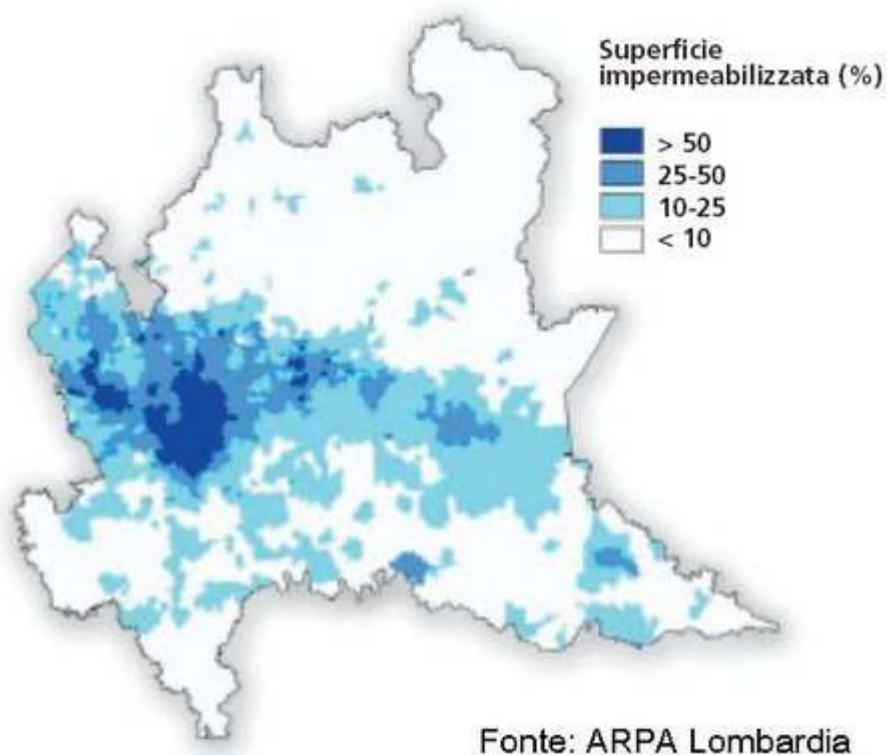 Superficie
impermeabilizzata (%)
> 50
25-50
10-25
< 10
Fonte: ARPA Lombardia